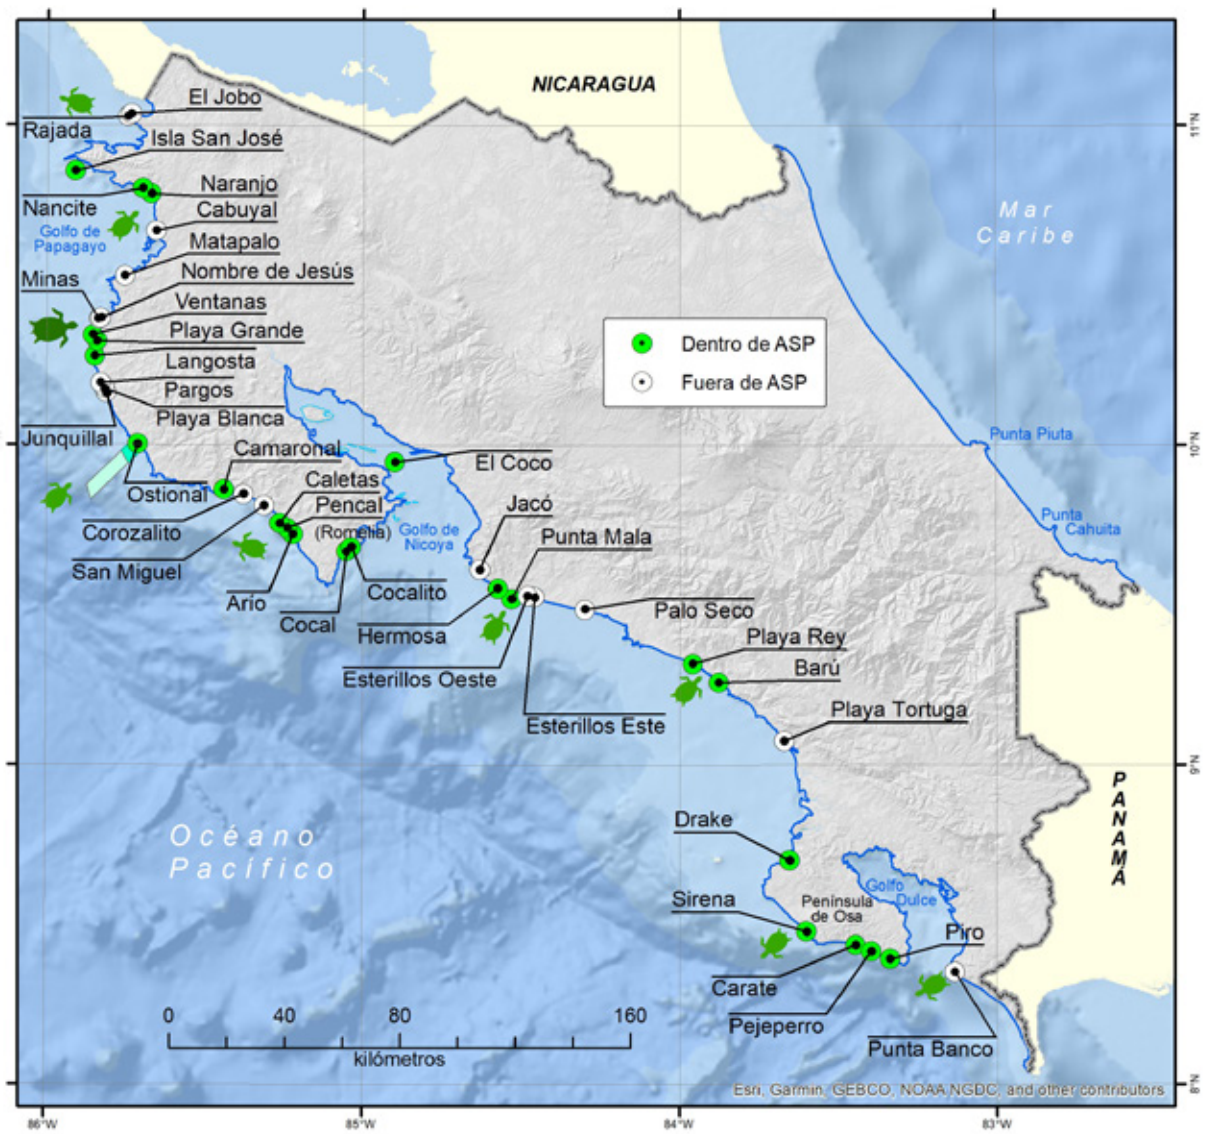 NICARAGUA
El Jobo
Rajada
11°N
Isla San José
Naranjo
Nancite
Cabuyal
Golfo de
Papagayo
Mar
Caribe
Matapalo
Minas
Nombre de Jesús
Ventanas
Playa Grande
Langosta
Dentro de ASP
Fuera de ASP
Pargos
Playa Blanca
Junquillal
Punta Piuta
10°N
Camaronal
El Coco
Caletas
Ostional
Pencal
(Romelia)
Jacó
Corozalito
Golfo de
Nicoya
Punta Mala
Punta
Cahuita
San Miguel
Cocalito
Arío
Cocal
Hermosa
Palo Seco
Playa Rey
Barú
Esterillos Oeste
Esterillos Este
Playa Tortuga
9°N
PANAMÁ
Océano
Pacífico
Drake
Golfo
Dulce
Sirena
Península
de Osa
Piro
Carate
Pejeperro
Punta Banco
0 40 80 160
kilómetros
8°N
Esri, Garmin, GEBCO, NOAA NGDC, and other contributors
86°W 85°W 84°W 83°W